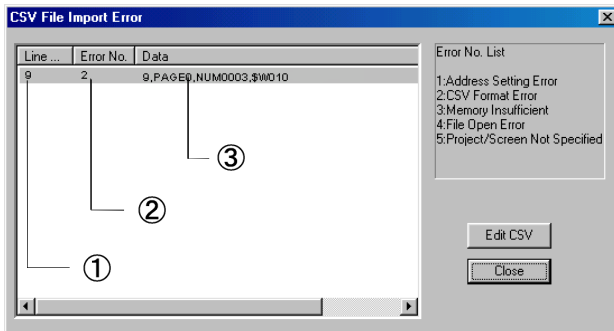 CSV File Import Error
Line ... Error No. Data
9 2 9,PAGE0,NUM0003,$W010
③
②
①
Error No. List
1:Address Setting Error
2:CSV Format Error
3:Memory Insufficient
4:File Open Error
5:Project/Screen Not Specified
Edit CSV
Close